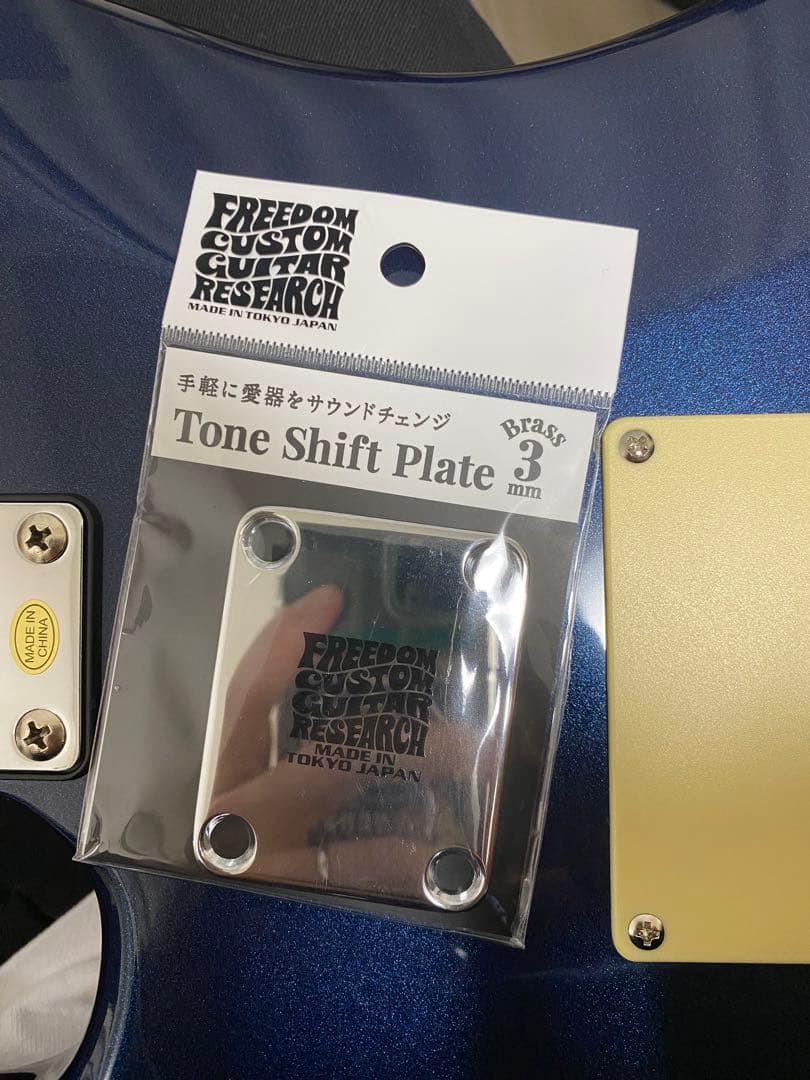 FREEDOM
CUSTOM
GUITAR
RESEARCH
MADE IN TOKYO JAPAN
手軽に愛器をサウンドチェンジ
Tone Shift Plate
Brass
3
mm
FREEDOM
CUSTOM
GUITAR
RESEARCH
MADE IN
TOKYO JAPAN
MADE IN
CHINA